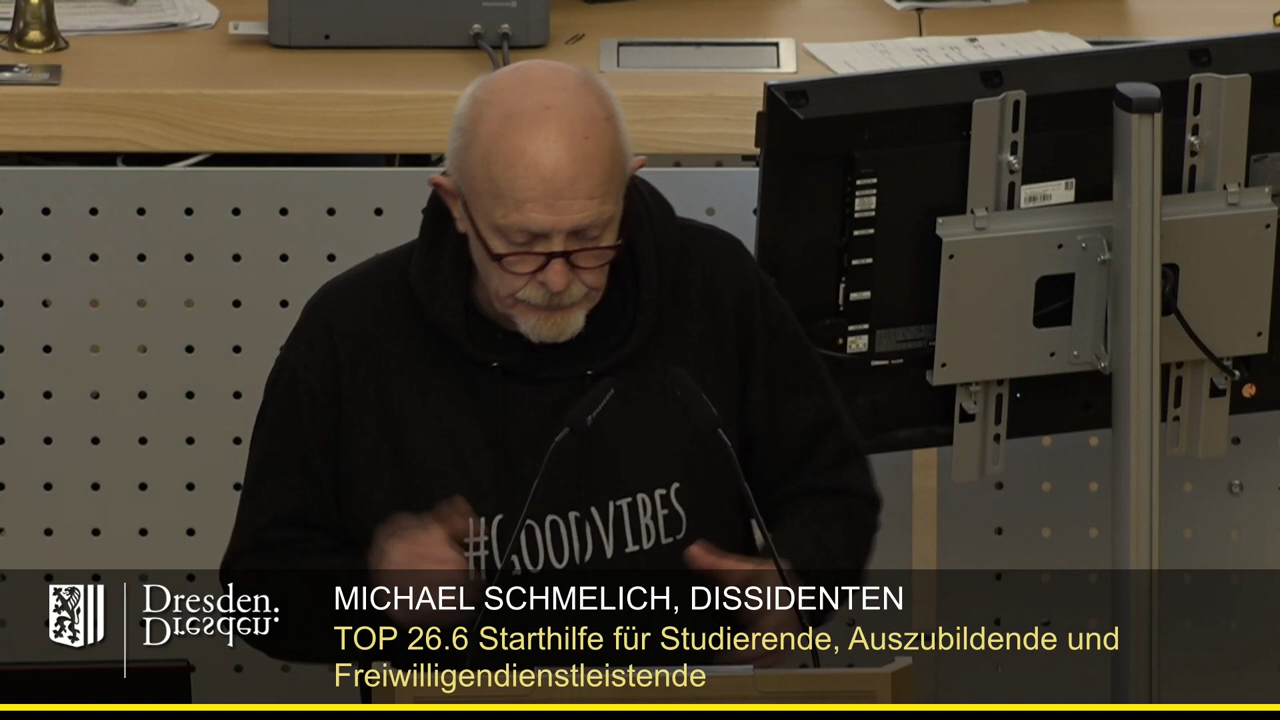 #GOODVIBES
Dresden.
Dresden.
MICHAEL SCHMELICH, DISSIDENTEN
TOP 26.6 Starthilfe für Studierende, Auszubildende und
Freiwilligendienstleistende